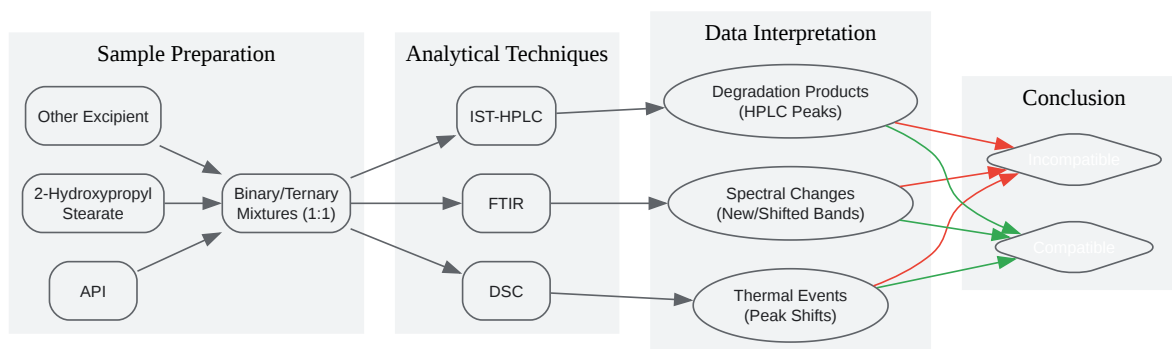 Sample Preparation
Other Excipient
2-Hydroxypropyl
Stearate
API
Binary/Ternary
Mixtures (1:1)
Analytical Techniques
IST-HPLC
FTIR
DSC
Data Interpretation
Degradation Products
(HPLC Peaks)
Spectral Changes
(New/Shifted Bands)
Thermal Events
(Peak Shifts)
Conclusion
Incompatible
Compatible